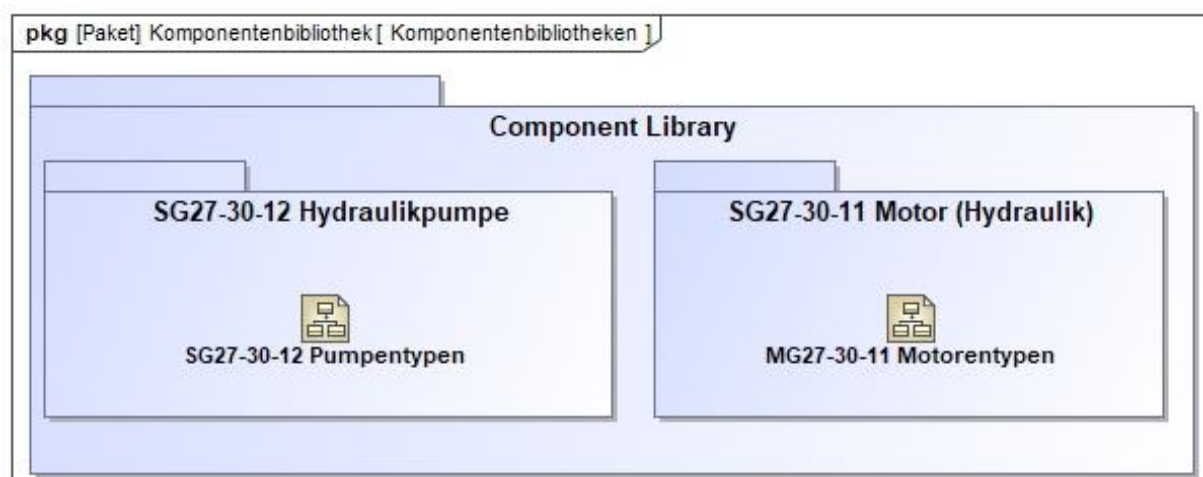 pkg [Paket] Komponentenbibliothek [ Komponentenbibliotheken ]
Component Library
SG27-30-12 Hydraulikpumpe
SG27-30-11 Motor (Hydraulik)
SG27-30-12 Pumpentypen
MG27-30-11 Motorentypen